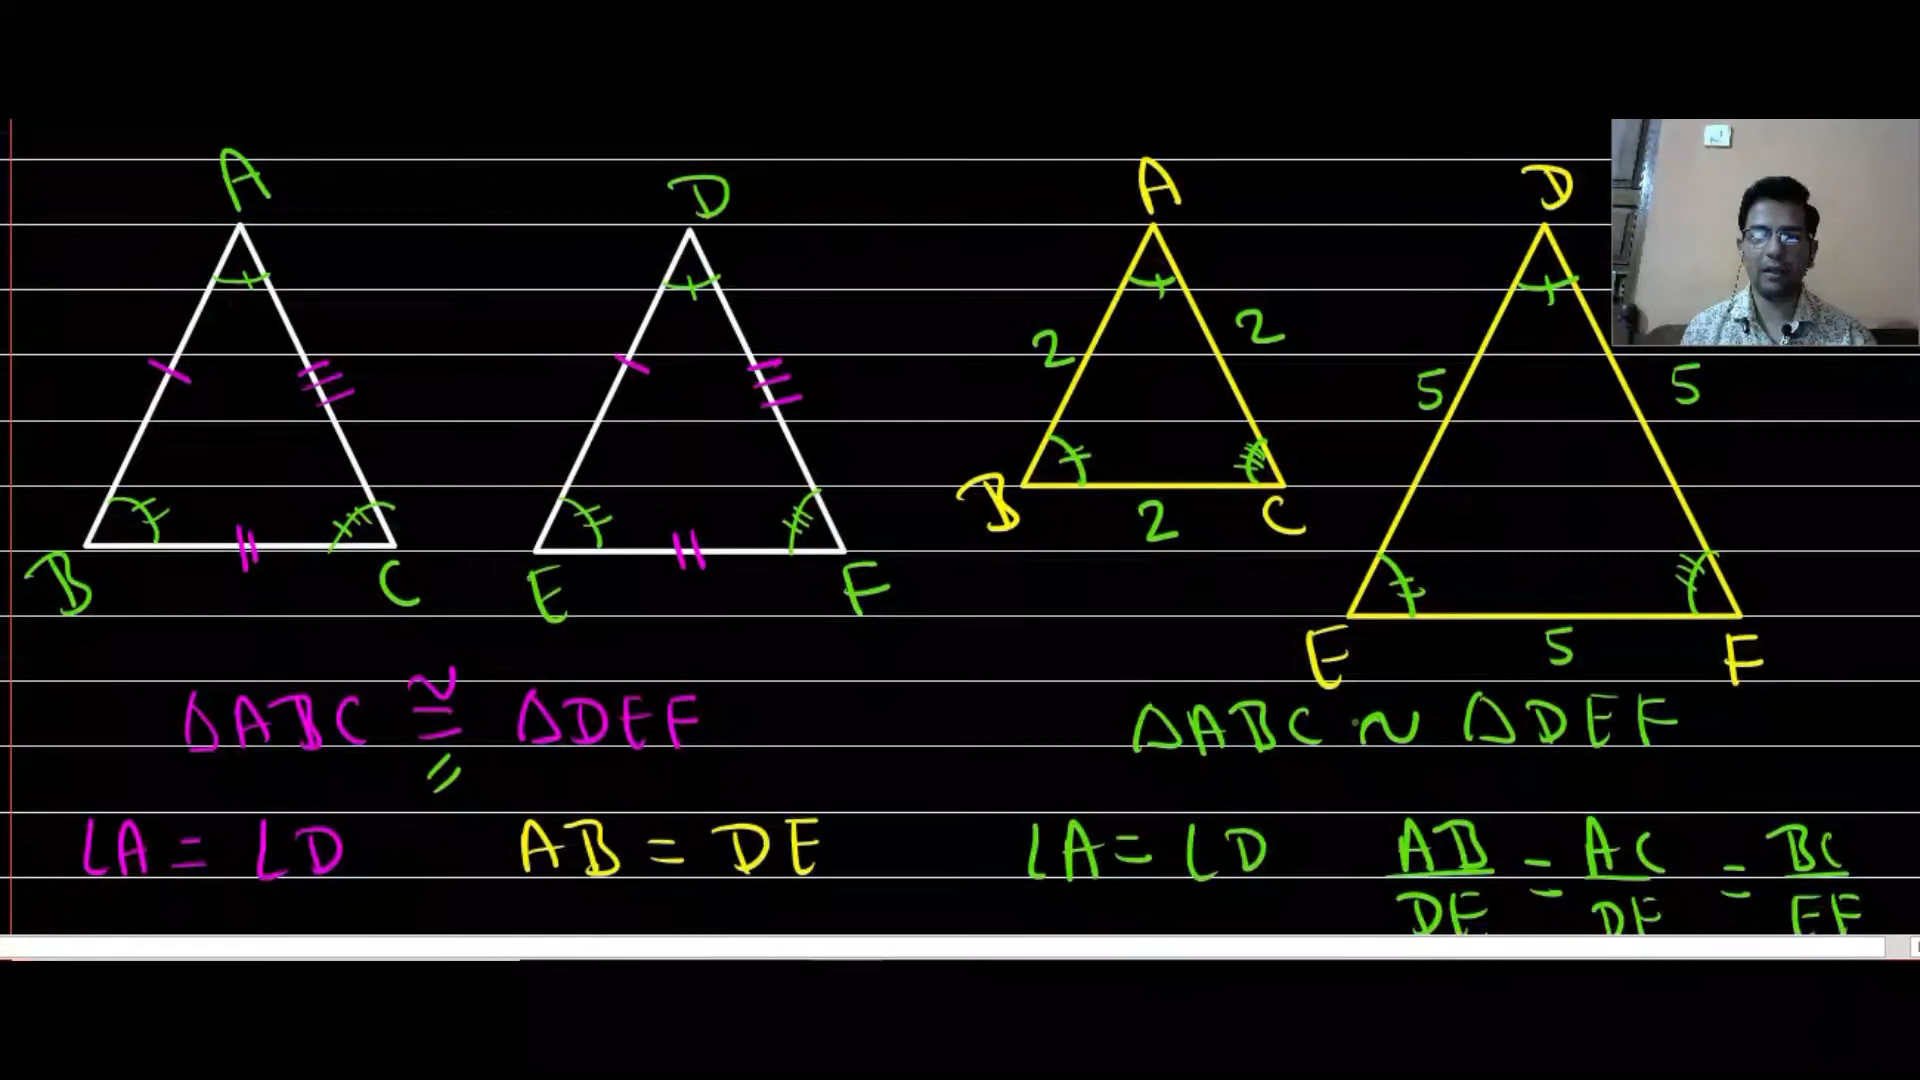 A
D
A
D
2
2
5
5
B
C
2
B
C
E
F
E
5
F
ΔABC ≅ ΔDEF
ΔABC ~ ΔDEF
=
∠A = ∠D
AB = DE
∠A = ∠D
AB/DE = AC/DF = BC/EF